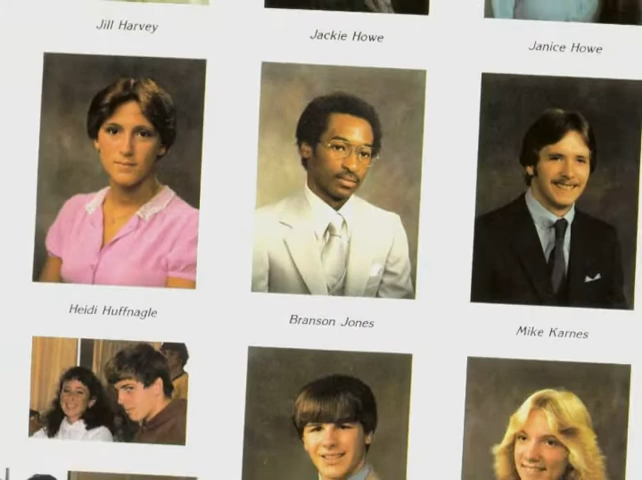 Jill Harvey
Jackie Howe
Janice Howe
Heidi Huffnagle
Branson Jones
Mike Karnes